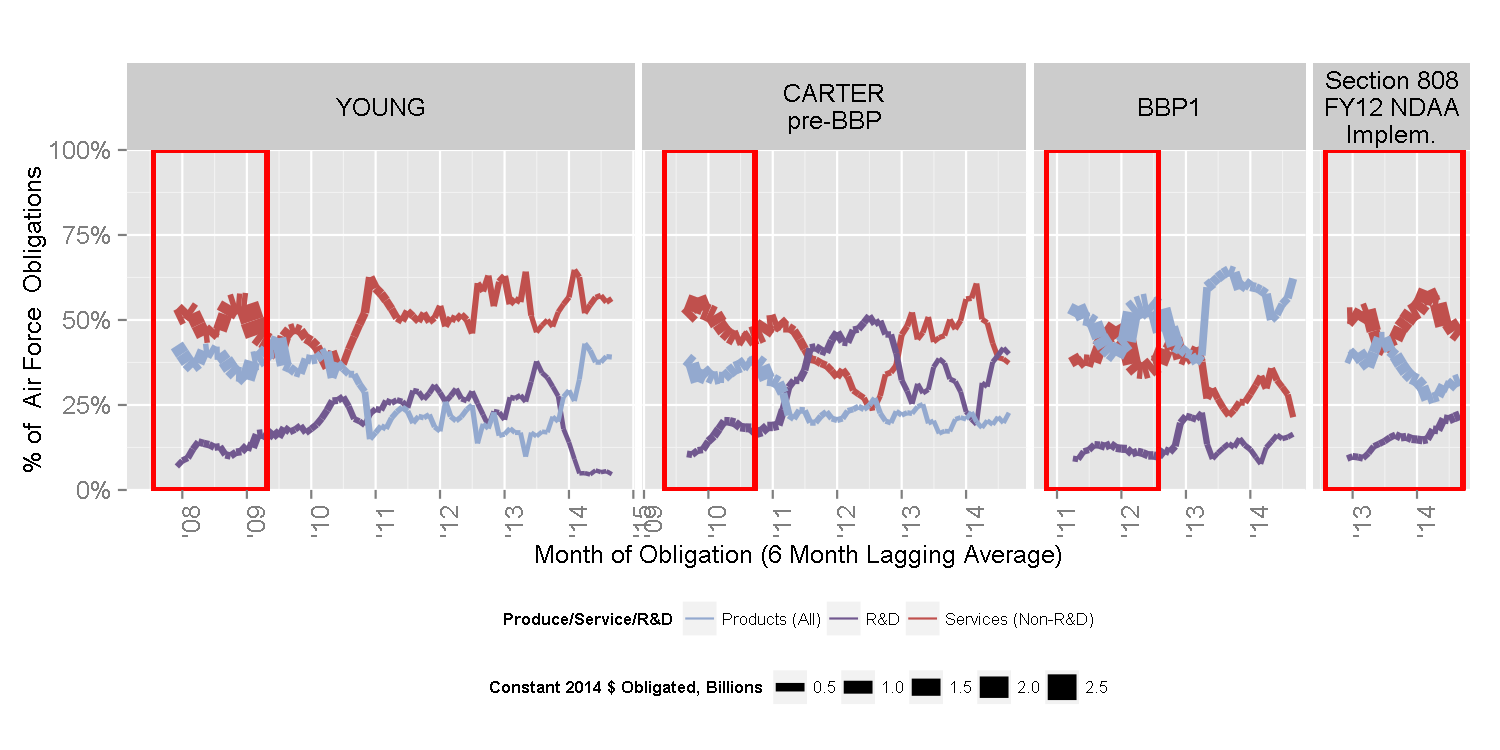 YOUNG
CARTER
pre-BBP
BBP1
Section 808
FY12 NDAA
Implem.
% of Air Force Obligations
100%
75%
50%
25%
0%
'08 '09 '10 '11 '12 '13 '14 '15
'09 '10 '11 '12 '13 '14
'11 '12 '13 '14
'13 '14
Month of Obligation (6 Month Lagging Average)
Produce/Service/R&D Products (All) R&D Services (Non-R&D)
Constant 2014 $ Obligated, Billions 0.5 1.0 1.5 2.0 2.5